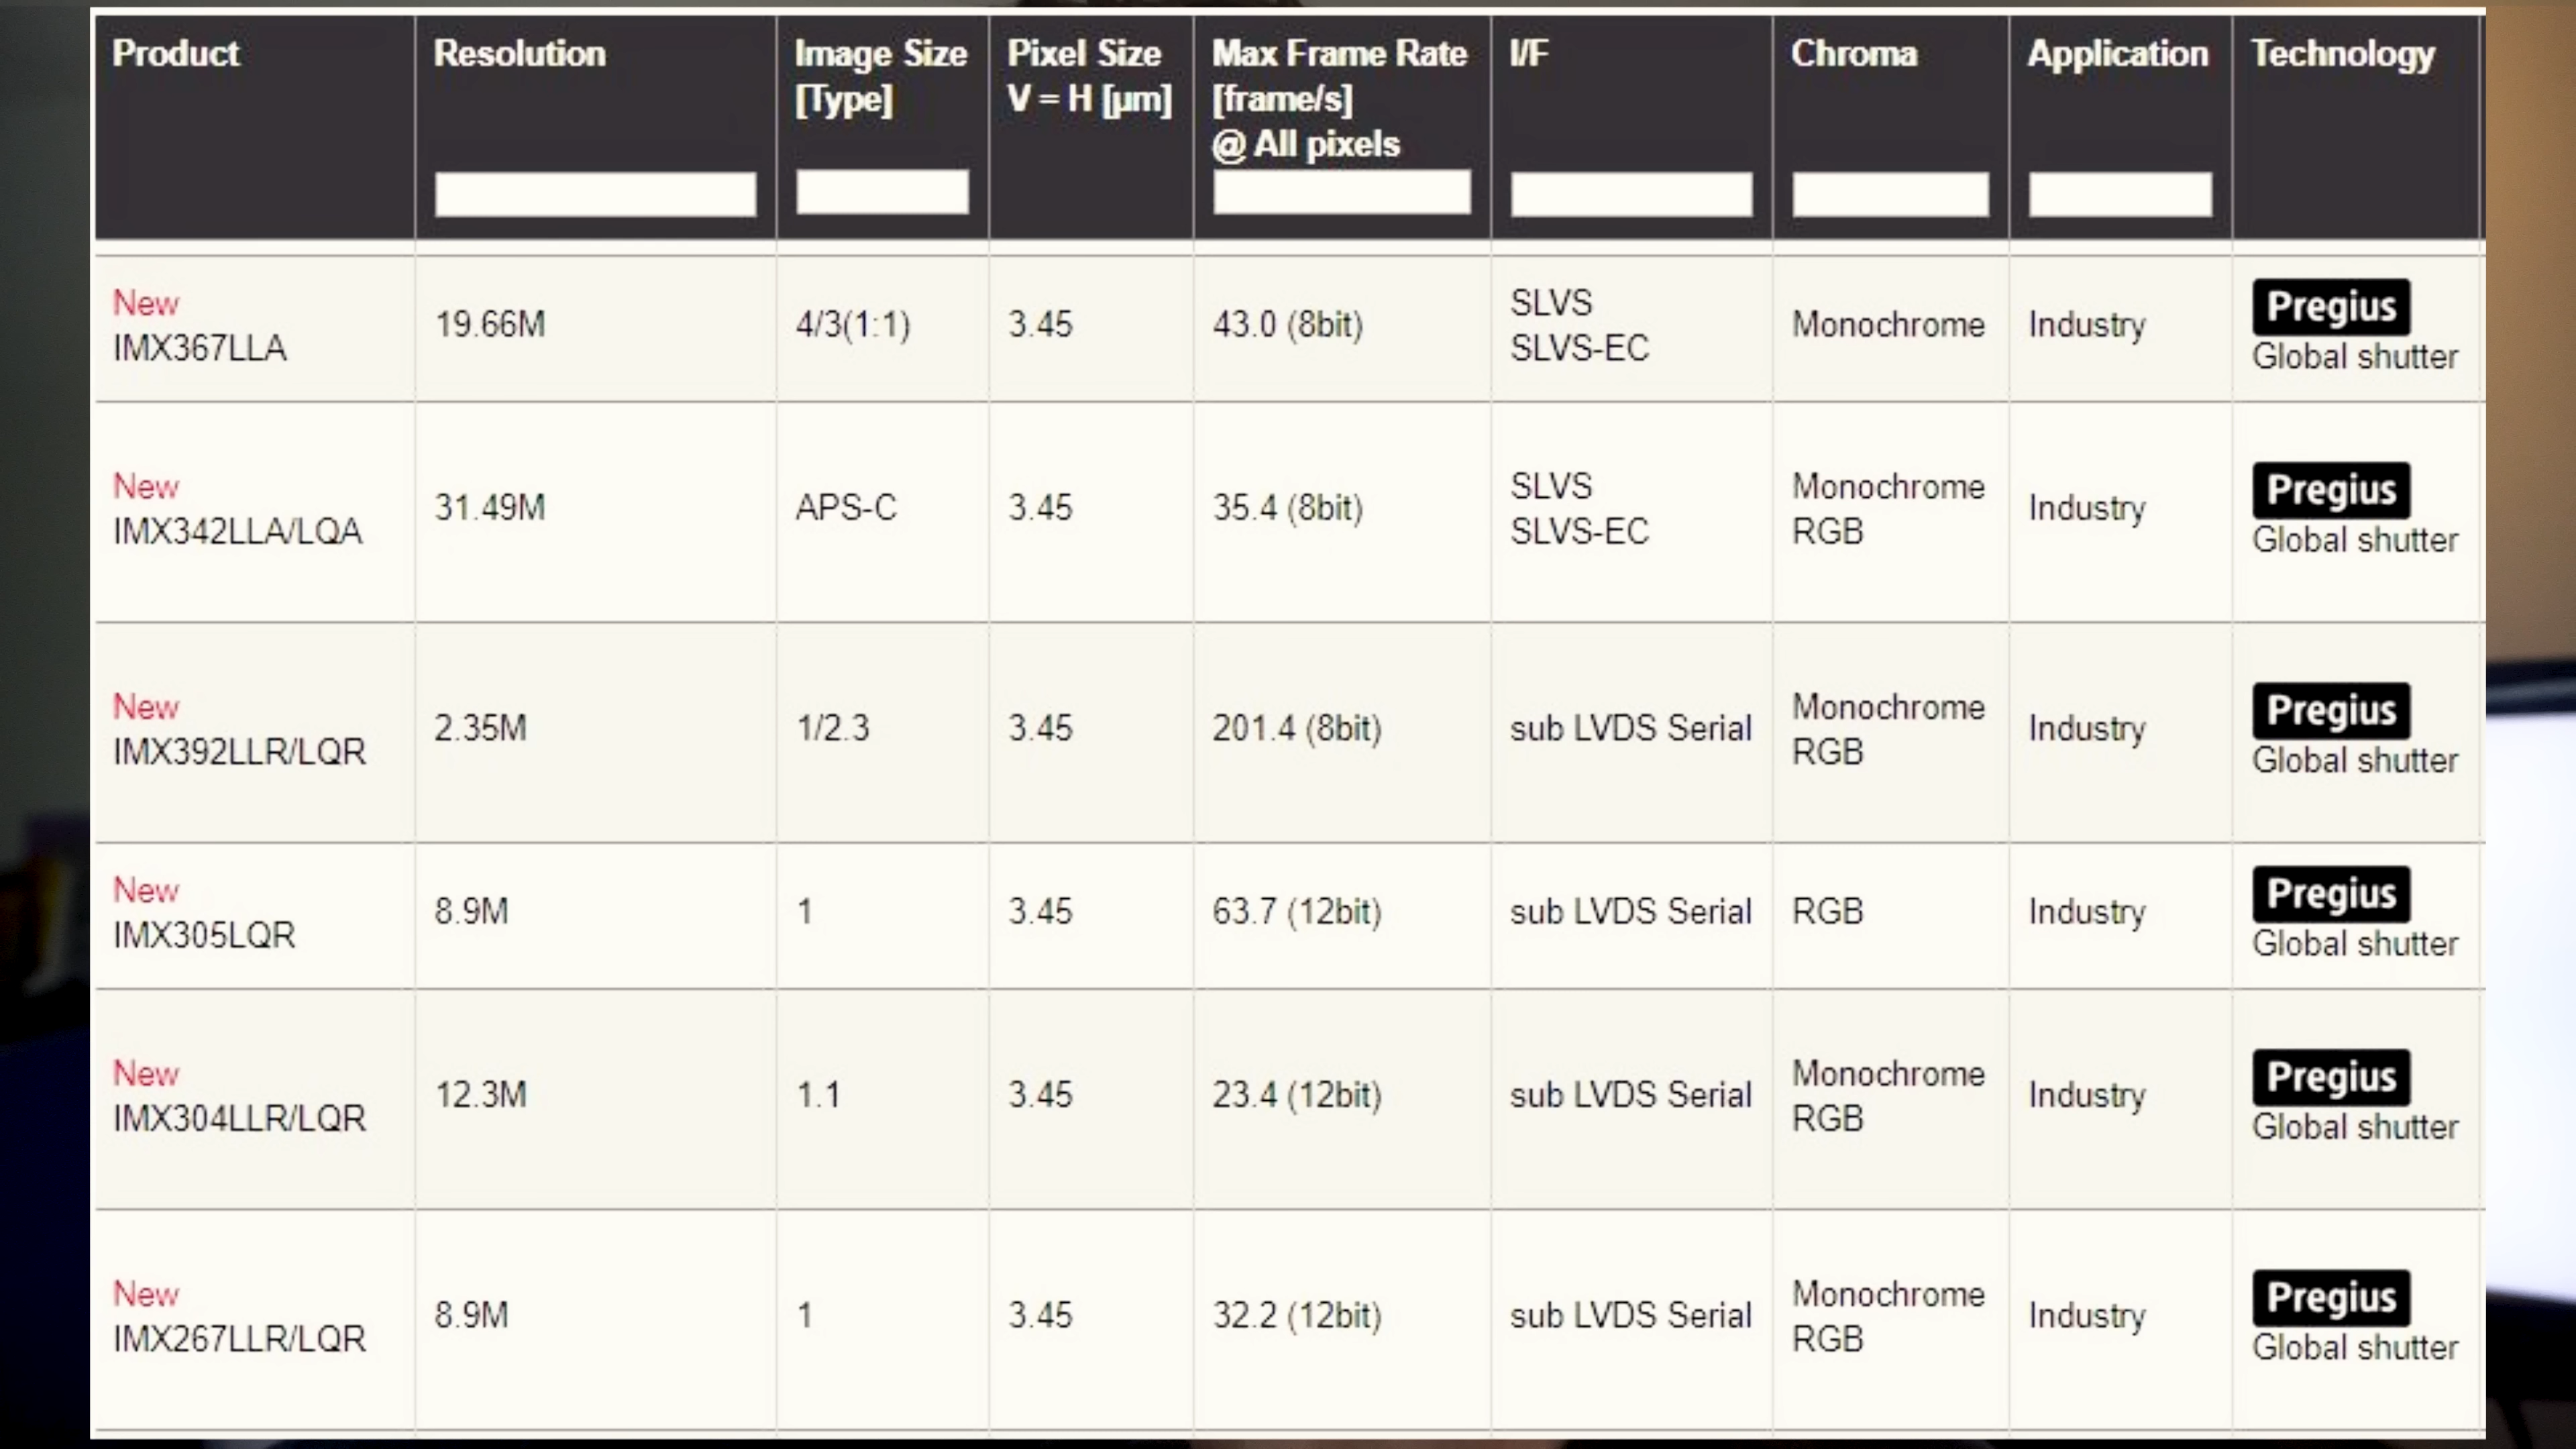 Product Resolution Image Size Pixel Size Max Frame Rate I/F Chroma Application Technology
[Type] V = H [µm] [frame/s]
@ All pixels
New
IMX367LLA 19.66M 4/3(1:1) 3.45 43.0 (8bit) SLVS
SLVS-EC Monochrome Industry Pregius
Global shutter
New
IMX342LLA/LQA 31.49M APS-C 3.45 35.4 (8bit) SLVS
SLVS-EC Monochrome
RGB Industry Pregius
Global shutter
New
IMX392LLR/LQR 2.35M 1/2.3 3.45 201.4 (8bit) sub LVDS Serial Monochrome
RGB Industry Pregius
Global shutter
New
IMX305LQR 8.9M 1 3.45 63.7 (12bit) sub LVDS Serial RGB Industry Pregius
Global shutter
New
IMX304LLR/LQR 12.3M 1.1 3.45 23.4 (12bit) sub LVDS Serial Monochrome
RGB Industry Pregius
Global shutter
New
IMX267LLR/LQR 8.9M 1 3.45 32.2 (12bit) sub LVDS Serial Monochrome
RGB Industry Pregius
Global shutter